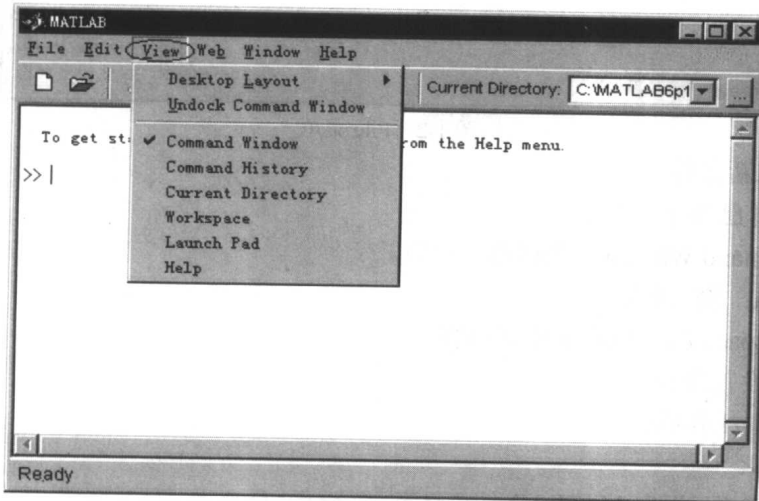 MATLAB
File Edit View Web Window Help
Current Directory: C:\MATLAB6p1 ...
Desktop Layout
Undock Command Window
To get st
rom the Help menu.
Command Window
>>
Command History
Current Directory
Workspace
Launch Pad
Help
Ready